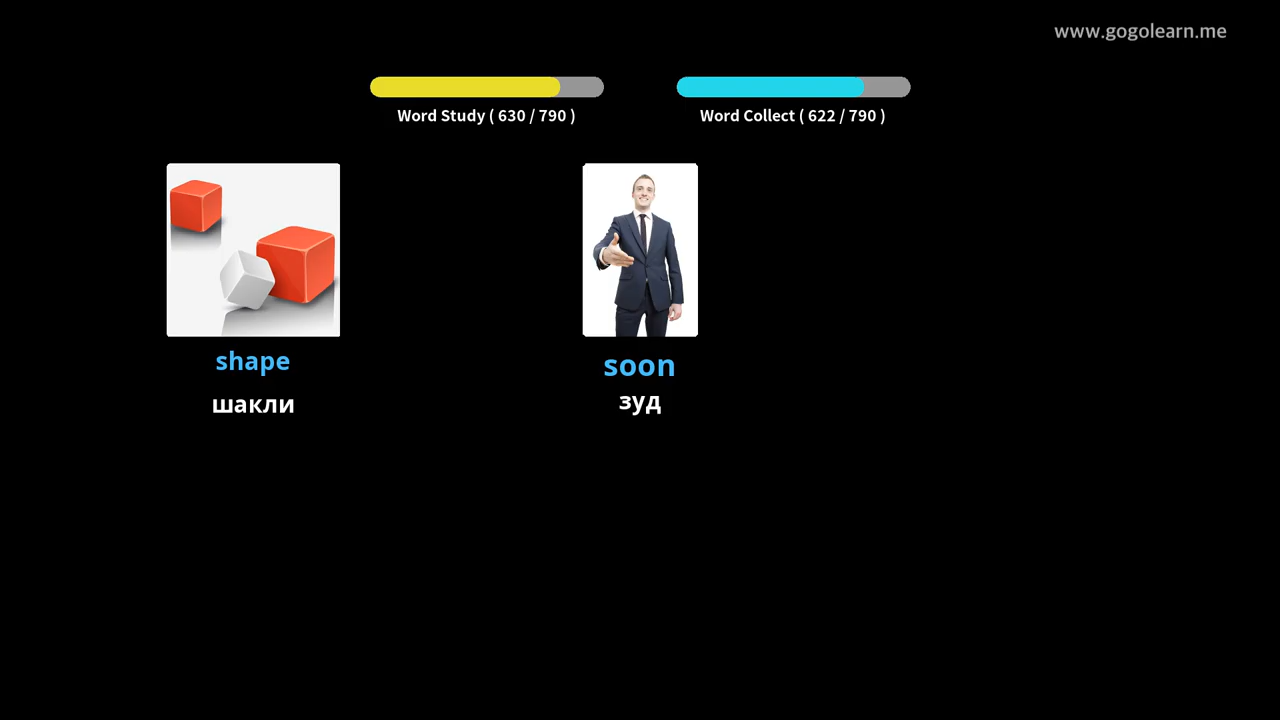 www.gogolearn.me
Word Study ( 630 / 790 )
Word Collect ( 622 / 790 )
shape
шакли
soon
зуд